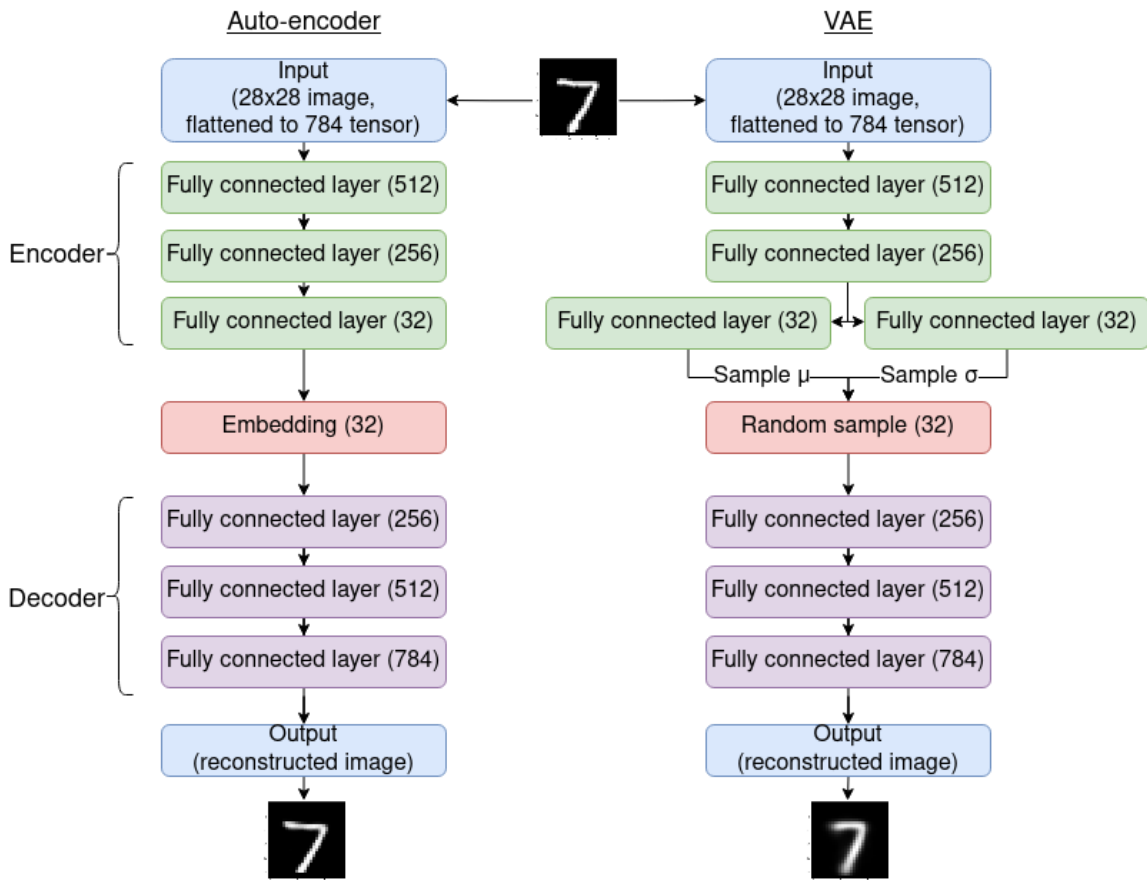 Auto-encoder
VAE
Input
(28x28 image,
flattened to 784 tensor)
7
Input
(28x28 image,
flattened to 784 tensor)
Encoder
Fully connected layer (512)
Fully connected layer (256)
Fully connected layer (32)
Fully connected layer (512)
Fully connected layer (256)
Fully connected layer (32)
Fully connected layer (32)
Sample μ
Sample σ
Embedding (32)
Random sample (32)
Decoder
Fully connected layer (256)
Fully connected layer (512)
Fully connected layer (784)
Fully connected layer (256)
Fully connected layer (512)
Fully connected layer (784)
Output
(reconstructed image)
Output
(reconstructed image)
7
7